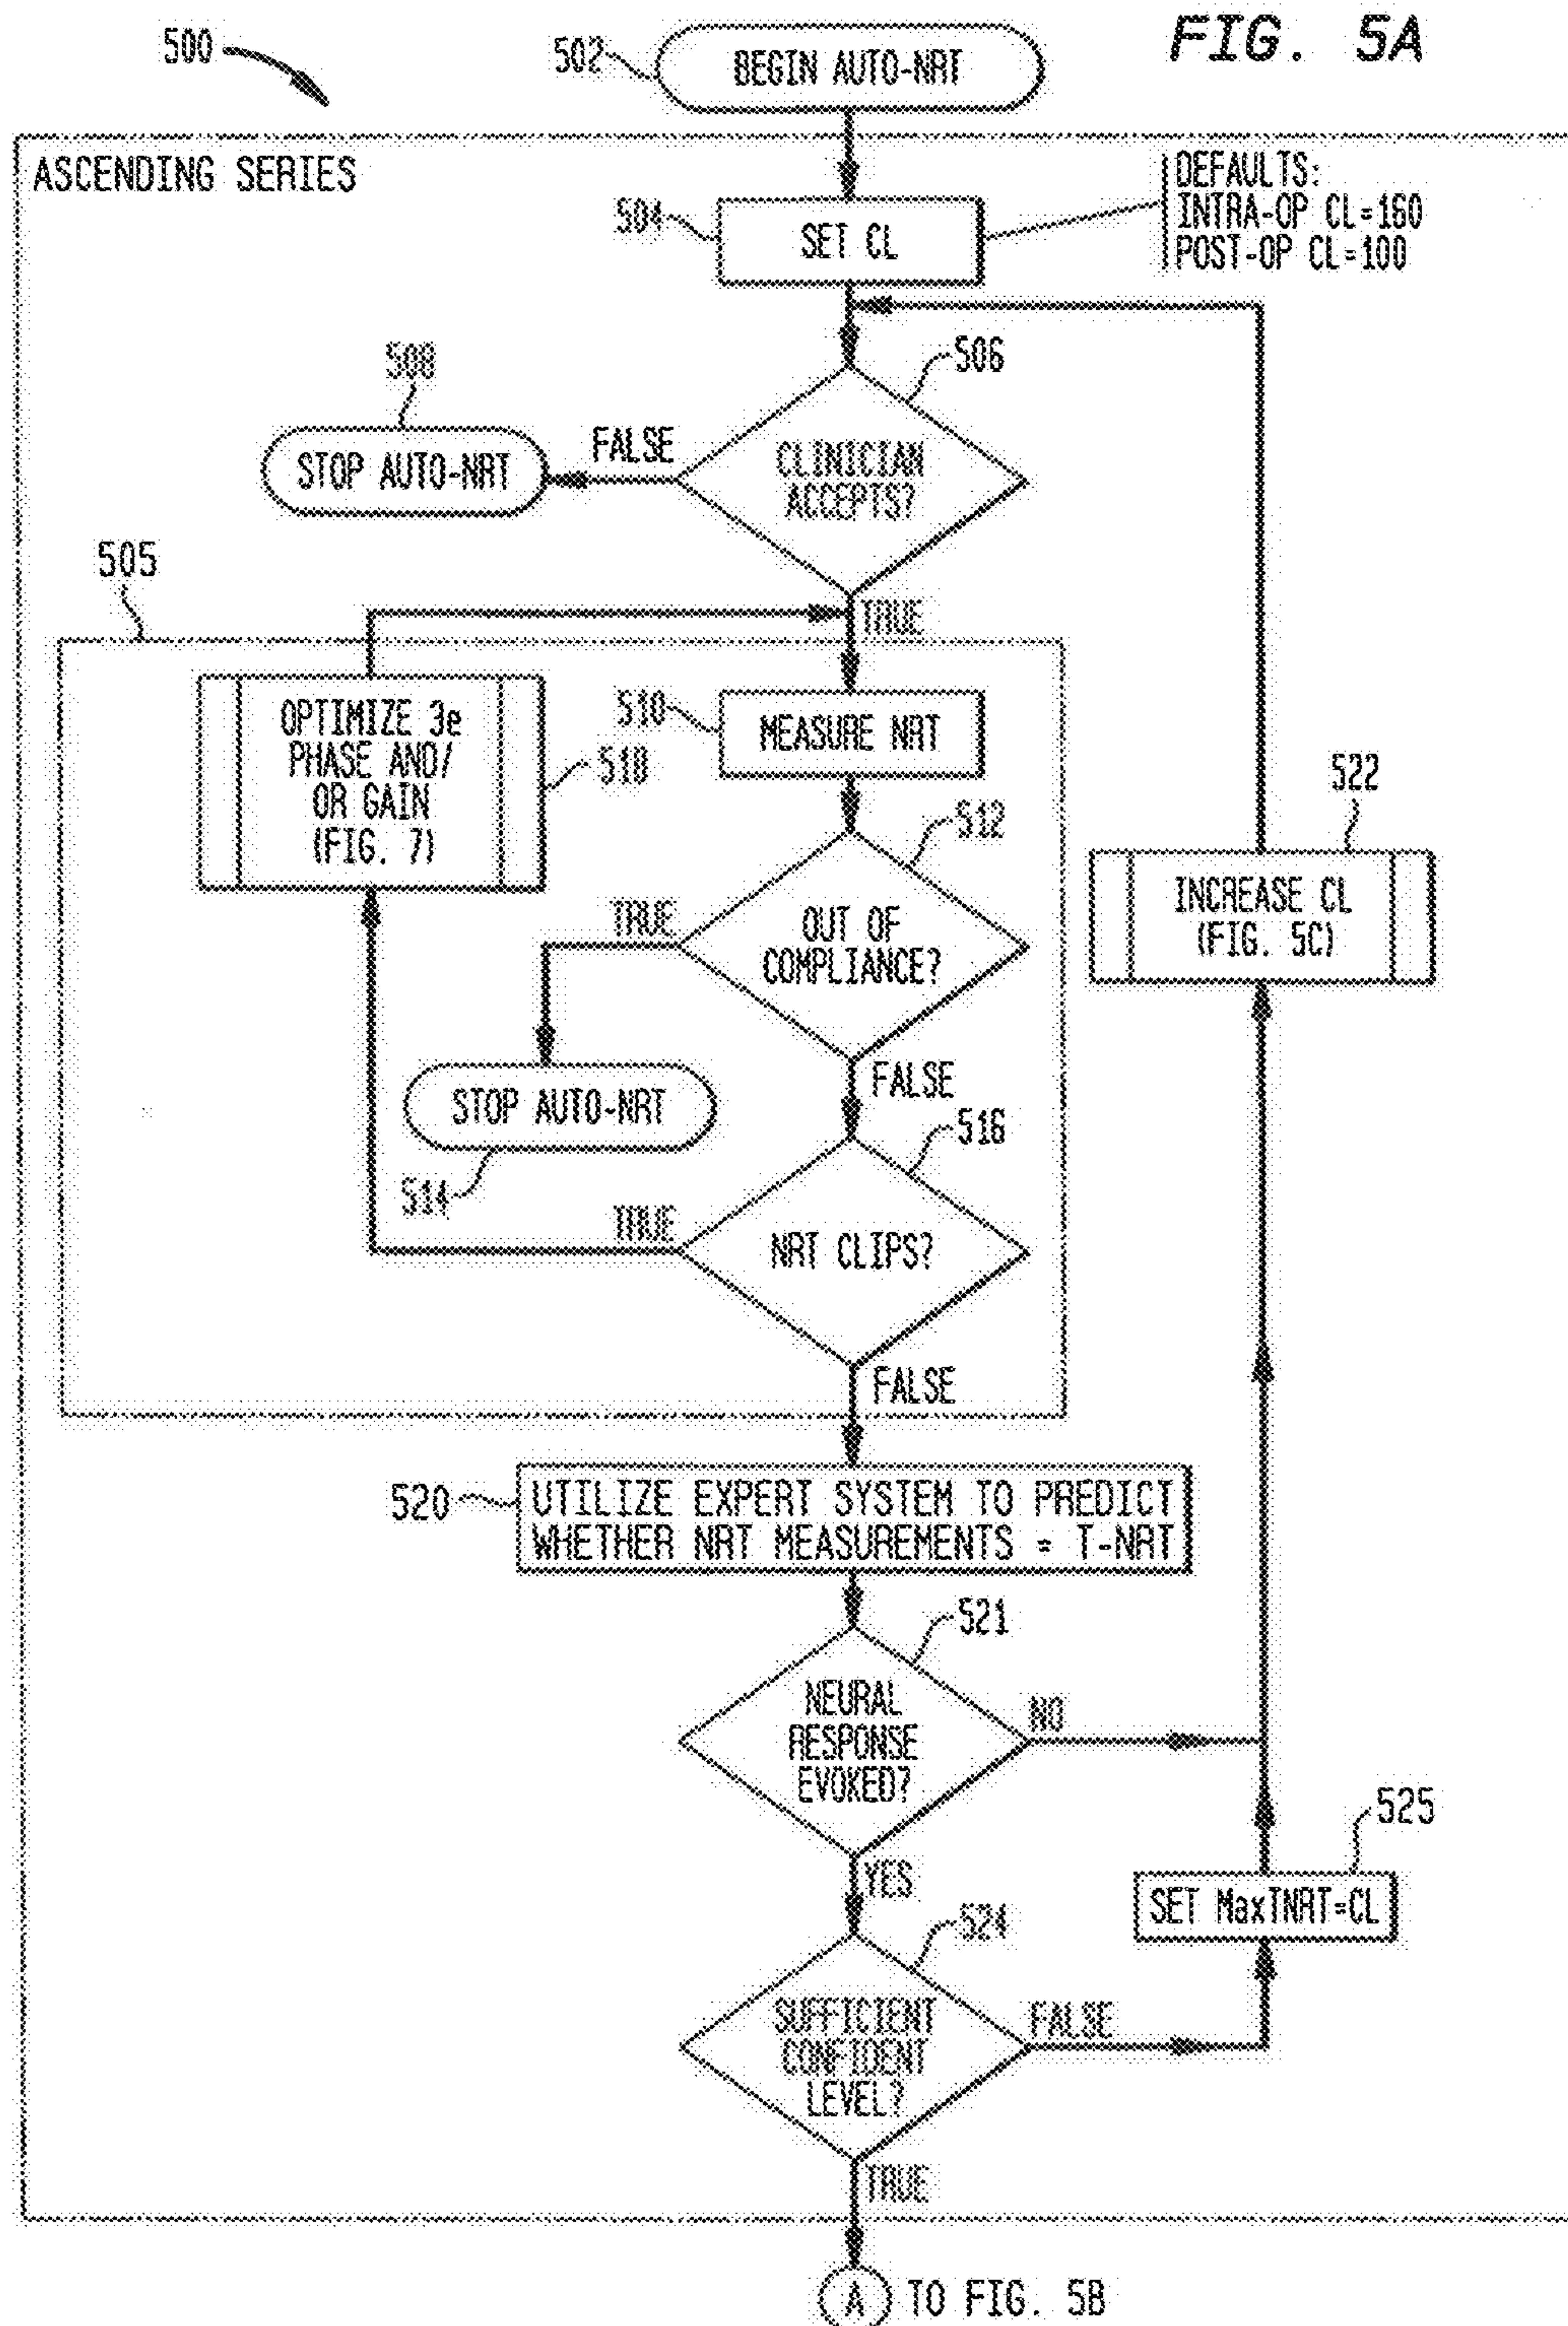 FIG. 5A
500
502
BEGIN AUTO-NRT
ASCENDING SERIES
504
SET CL
DEFAULTS:
INTRA-OP CL=160
POST-OP CL=100
506
508
STOP AUTO-NRT
FALSE
CLINICIAN
ACCEPTS?
505
TRUE
OPTIMIZE 3e
PHASE AND/
OR GAIN
(FIG. 7)
518
510
MEASURE NRT
512
522
INCREASE CL
(FIG. 5C)
TRUE
OUT OF
COMPLIANCE?
STOP AUTO-NRT
FALSE
514
516
TRUE
NRT CLIPS?
FALSE
520
UTILIZE EXPERT SYSTEM TO PREDICT
WHETHER NRT MEASUREMENTS = T-NRT
521
NEURAL
RESPONSE
EVOKED?
NO
YES
525
SET MaxTNRT=CL
524
SUFFICIENT
CONFIDENT
LEVEL?
FALSE
TRUE
A TO FIG. 5B